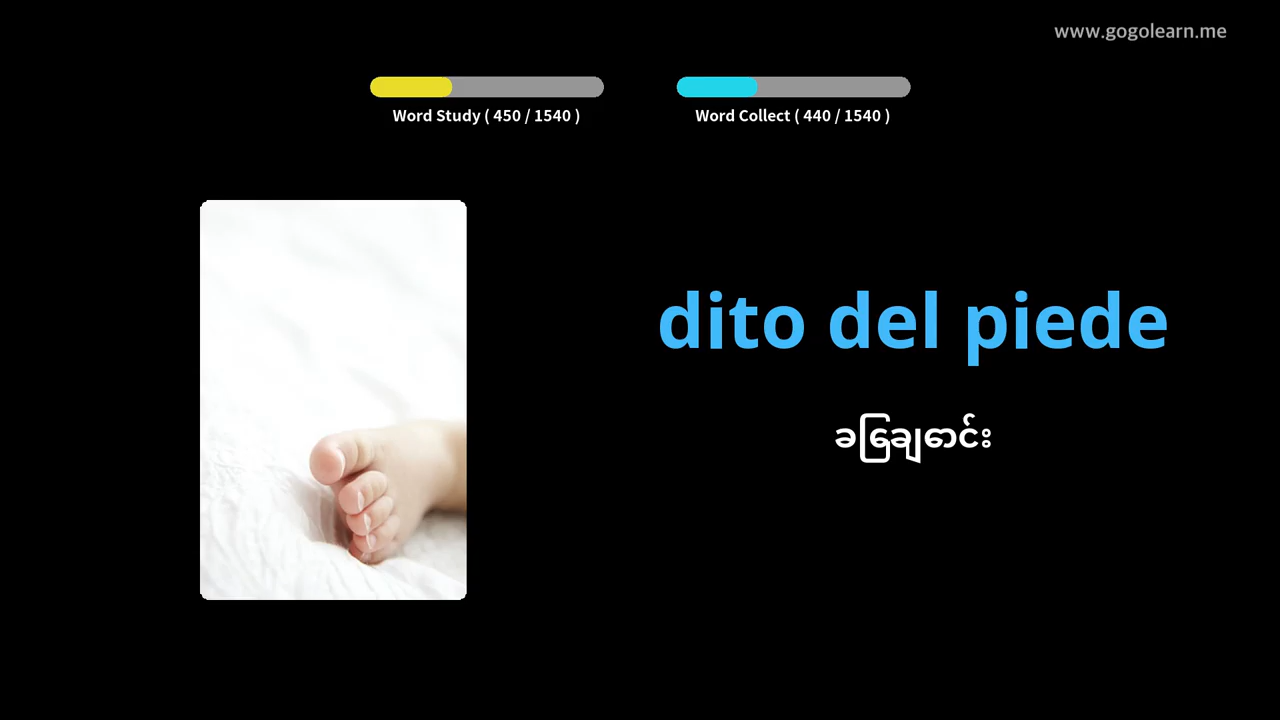 www.gogolearn.me
Word Study ( 450 / 1540 )
Word Collect ( 440 / 1540 )
dito del piede
ခြေချောင်း